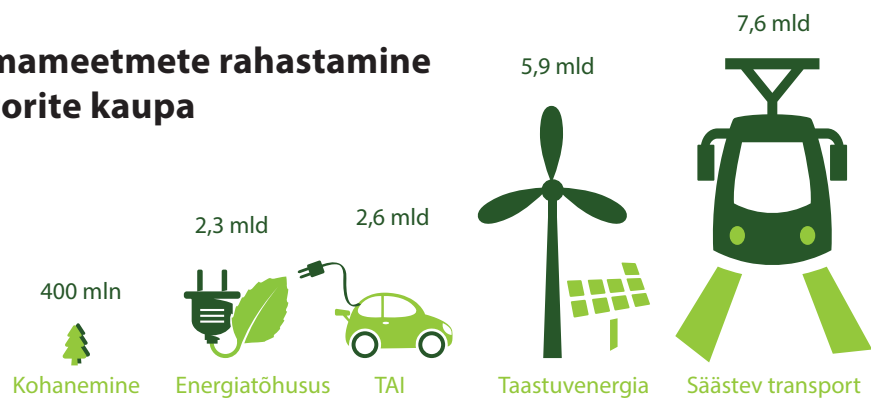 mameetmete rahastamine
orite kaupa
7,6 mld
5,9 mld
2,3 mld
2,6 mld
400 mln
Kohanemine
Energiatõhusus
TAI
Taastuvenergia
Säästev transport